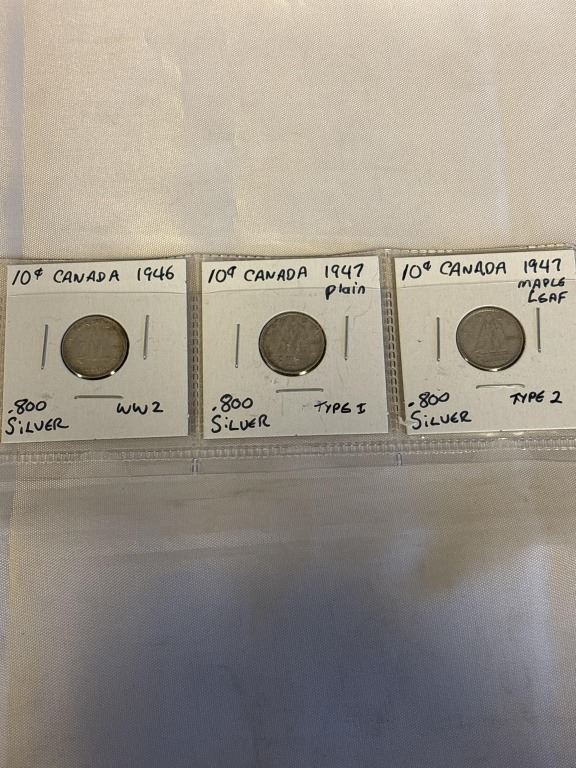 10¢ CANADA 1946
.800
SILVER
WW2
10¢ CANADA 1947
plain
.800
SILVER
TYPE I
10¢ CANADA 1947
MAPLE
LEAF
.800
SILVER
TYPE 2